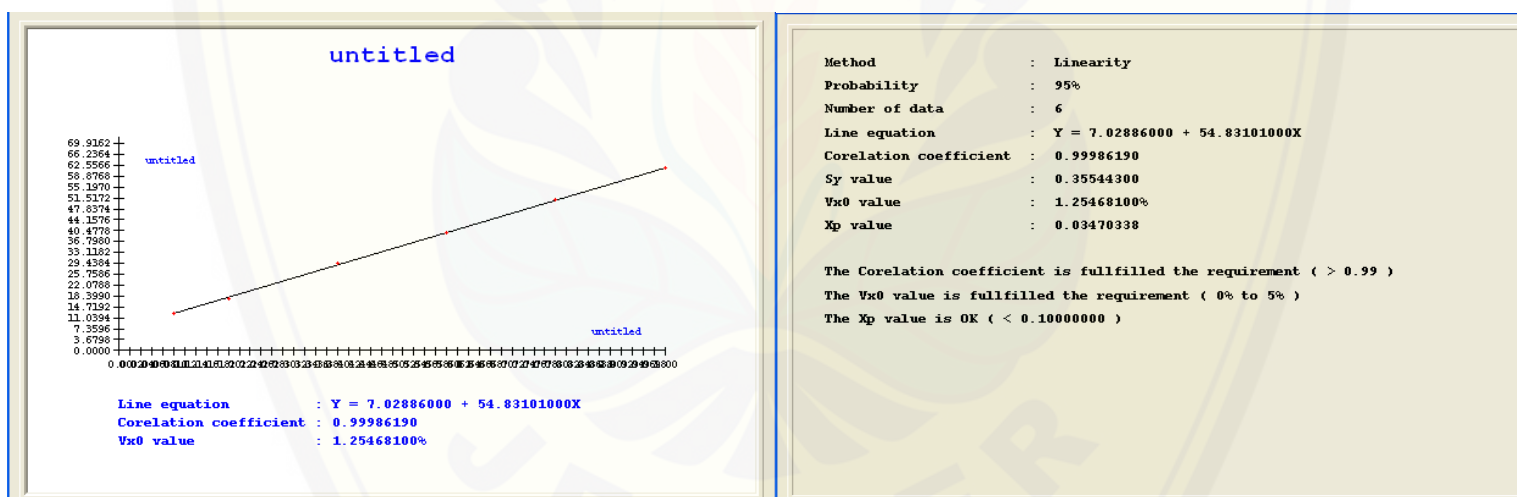 untitled
69.9162
66.2364
untitled
62.5566
58.8768
55.1970
51.5172
47.8374
44.1576
40.4778
36.7980
33.1182
29.4384
25.7586
22.0788
18.3990
14.7192
11.0394
7.3596
untitled
3.6798
0.0000
Line equation : Y = 7.02886000 + 54.83101000X
Corelation coefficient : 0.99986190
Vx0 value : 1.25468100%
Method : Linearity
Probability : 95%
Number of data : 6
Line equation : Y = 7.02886000 + 54.83101000X
Corelation coefficient : 0.99986190
Sy value : 0.35544300
Vx0 value : 1.25468100%
Xp value : 0.03470338
The Corelation coefficient is fullfilled the requirement ( > 0.99 )
The Vx0 value is fullfilled the requirement ( 0% to 5% )
The Xp value is OK ( < 0.10000000 )